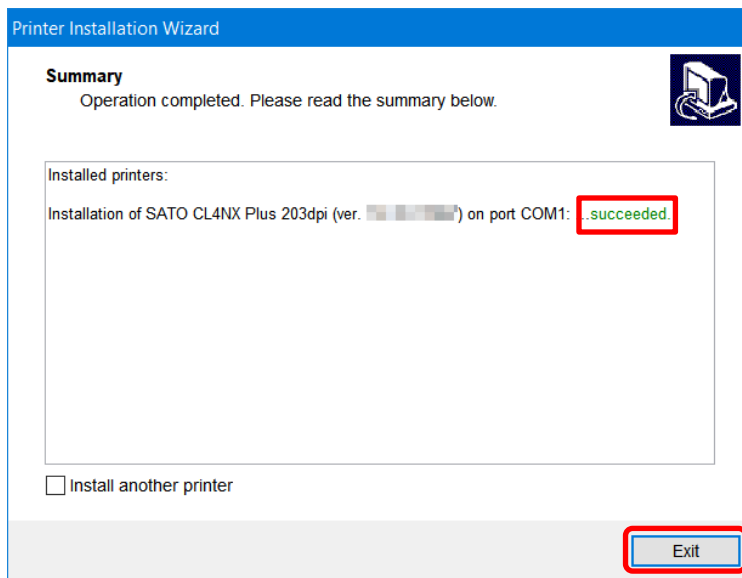 Printer Installation Wizard
Summary
Operation completed. Please read the summary below.
Installed printers:
Installation of SATO CL4NX Plus 203dpi (ver. ) on port COM1: ..succeeded.
Install another printer
Exit